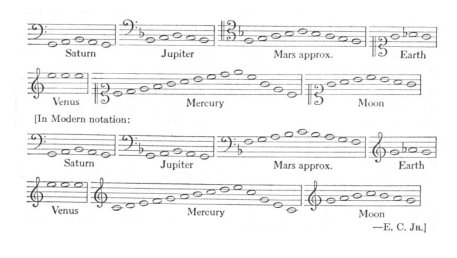 Saturn Jupiter Mars approx. Earth
Venus Mercury Moon
[In Modern notation:
Saturn Jupiter Mars approx. Earth
Venus Mercury Moon
—E. C. JR.]